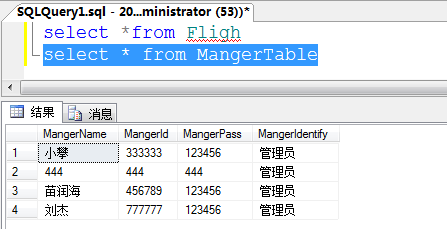 SQLQuery1.sql - 20...ministrator (53))*
select *from Fligh
select * from MangerTable
结果 消息
MangerName MangerId MangerPass MangerIdentify
1 小攀 333333 123456 管理员
2 444 444 444 管理员
3 苗润海 456789 123456 管理员
4 刘杰 777777 123456 管理员